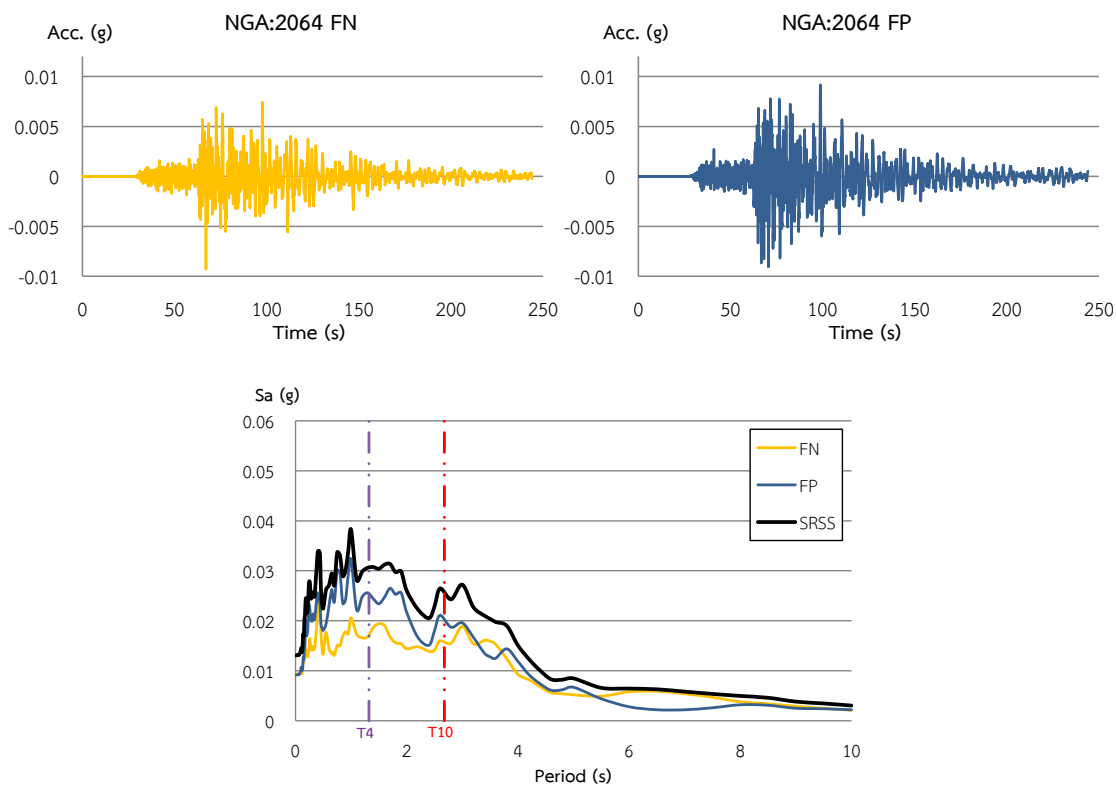 NGA:2064 FN
Acc. (g)
0.01
0.005
0
-0.005
-0.01
0 50 100 150 200 250
Time (s)
NGA:2064 FP
Acc. (g)
0.01
0.005
0
-0.005
-0.01
0 50 100 150 200 250
Time (s)
Sa (g)
0.06
0.05
0.04
0.03
0.02
0.01
0
FN
FP
SRSS
T4 T10
0 2 4 6 8 10
Period (s)